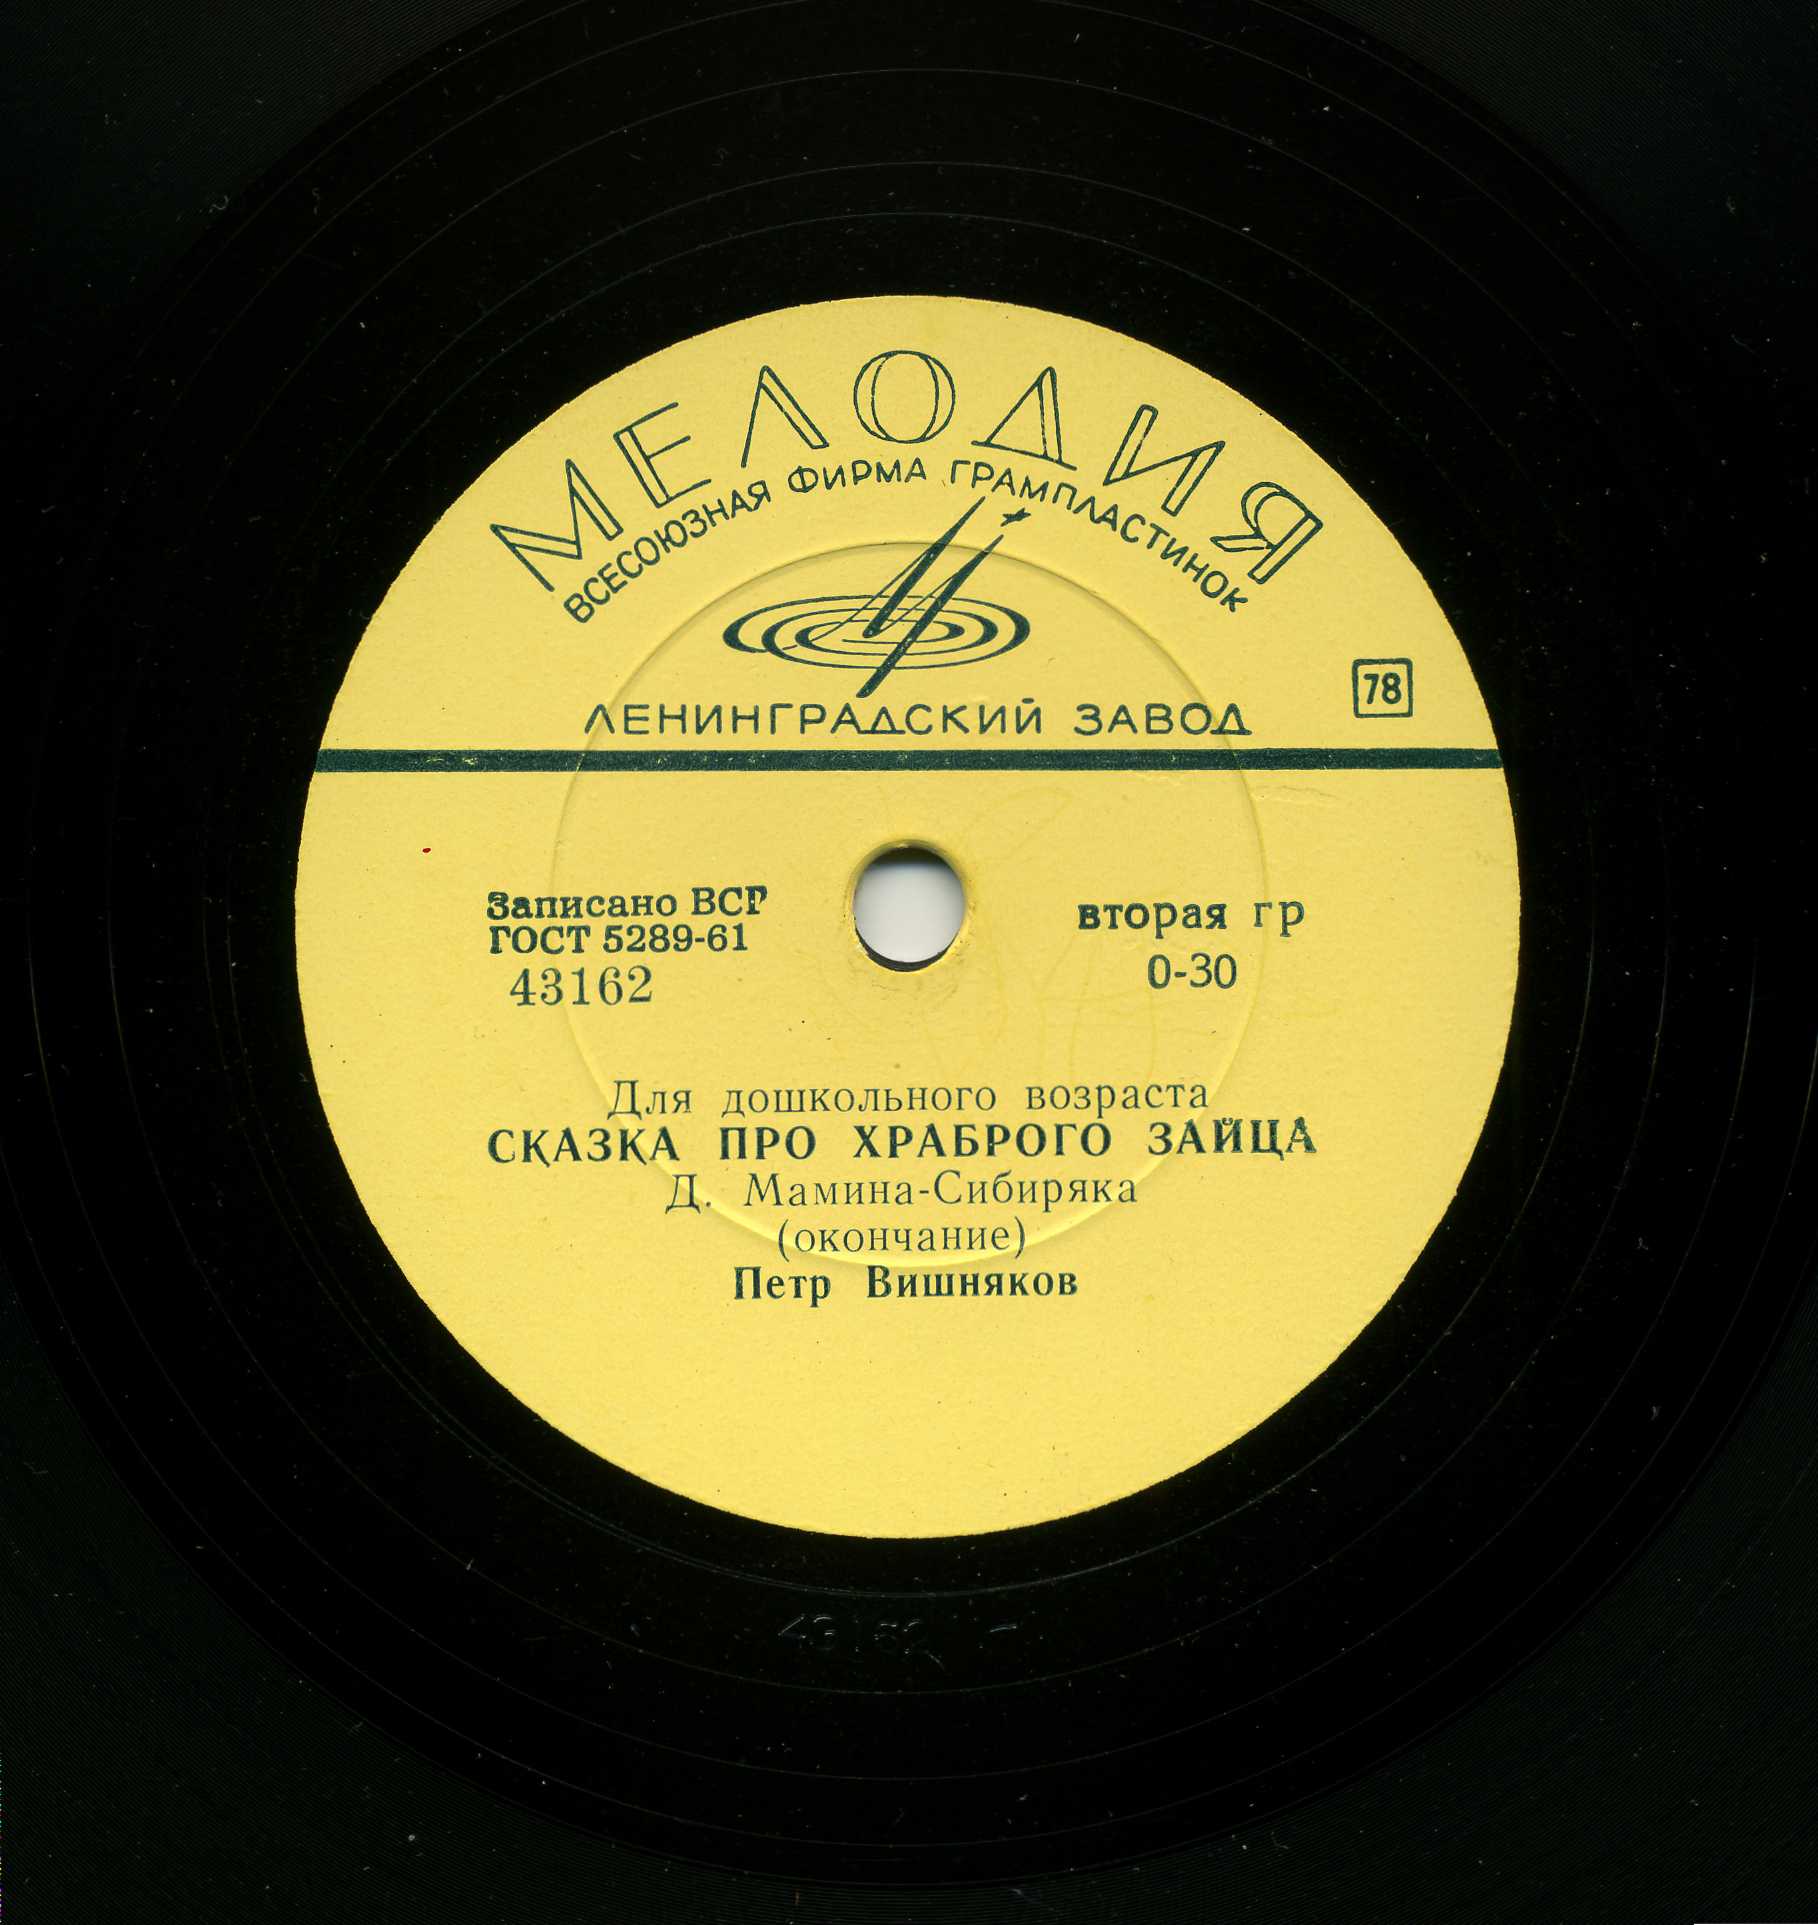 МЕЛОДИЯ
ВСЕСОЮЗНАЯ ФИРМА ГРАМПЛАСТИНОК
ЛЕНИНГРАДСКИЙ ЗАВОД
78
Записано ВСГ
ГОСТ 5289-61
43162
вторая гр
0-30
Для дошкольного возраста
СКАЗКА ПРО ХРАБРОГО ЗАЙЦА
Д. Мамина-Сибиряка
(окончание)
Петр Вишняков
43162